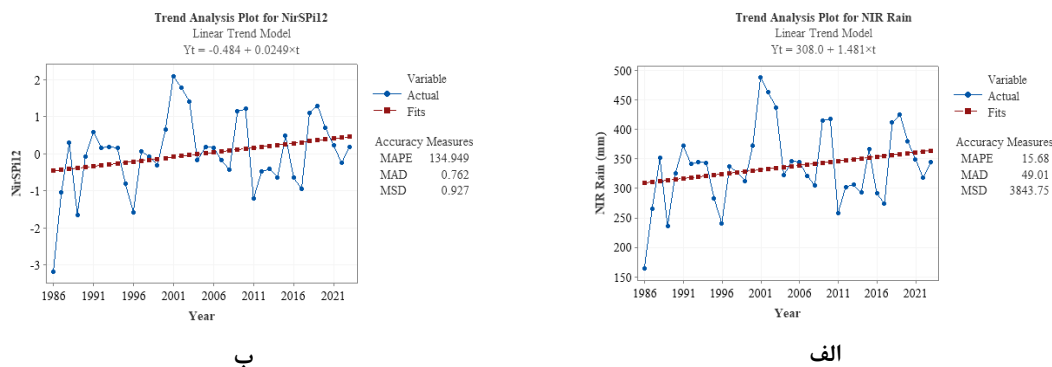 Trend Analysis Plot for NirSPi12
Linear Trend Model
Yt = -0.484 + 0.0249×t
NirSPi12
2
1
0
-1
-2
-3
1986 1991 1996 2001 2006 2011 2016 2021
Year
Variable
Actual
Fits
Accuracy Measures
MAPE 134.949
MAD 0.762
MSD 0.927
ب
Trend Analysis Plot for NIR Rain
Linear Trend Model
Yt = 308.0 + 1.481×t
NIR Rain (mm)
500
450
400
350
300
250
200
150
1986 1991 1996 2001 2006 2011 2016 2021
Year
Variable
Actual
Fits
Accuracy Measures
MAPE 15.68
MAD 49.01
MSD 3843.75
الف